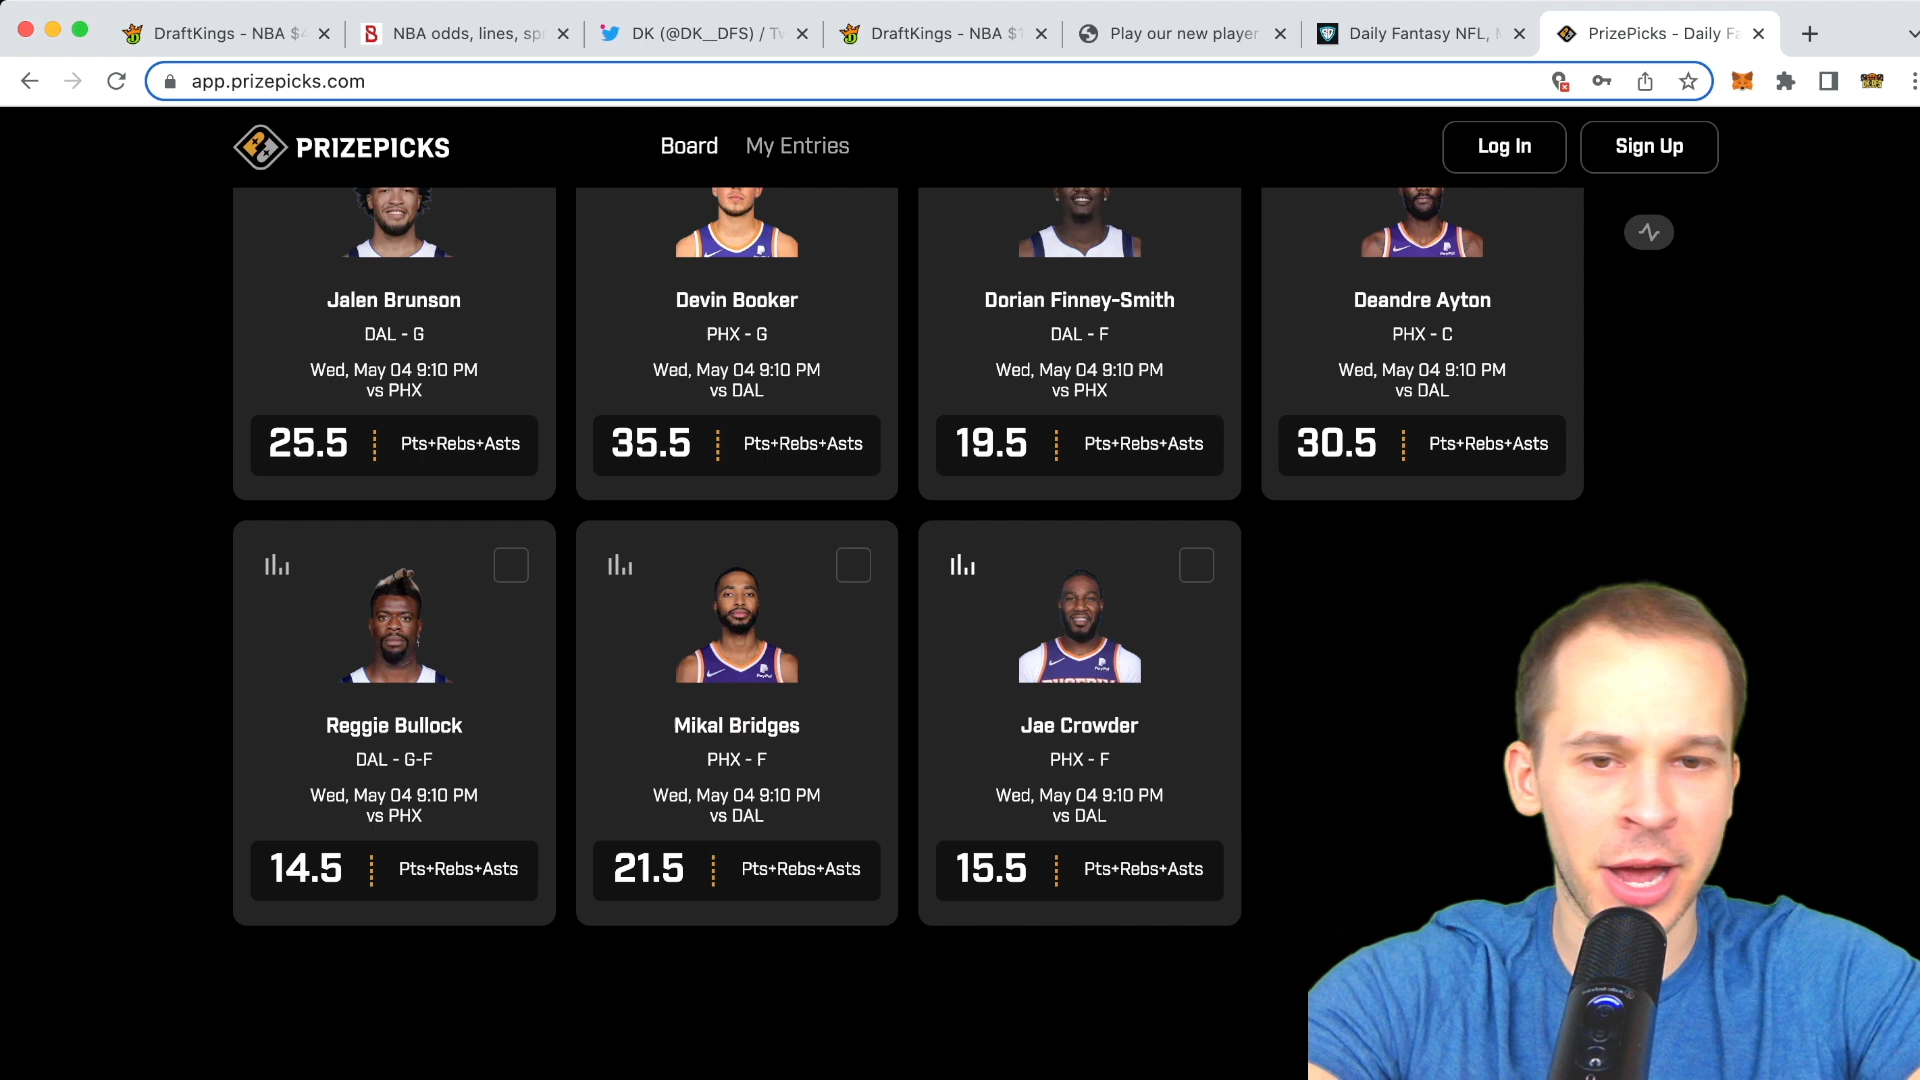 DraftKings - NBA $
NBA odds, lines, sp
DK (@DK__DFS) / Tw
DraftKings - NBA $1
Play our new player
Daily Fantasy NFL,
PrizePicks - Daily Fa
app.prizepicks.com
PRIZEPICKS
Board
My Entries
Log In
Sign Up
Jalen Brunson
DAL - G
Wed, May 04 9:10 PM
vs PHX
25.5 Pts+Rebs+Asts
Devin Booker
PHX - G
Wed, May 04 9:10 PM
vs DAL
35.5 Pts+Rebs+Asts
Dorian Finney-Smith
DAL - F
Wed, May 04 9:10 PM
vs PHX
19.5 Pts+Rebs+Asts
Deandre Ayton
PHX - C
Wed, May 04 9:10 PM
vs DAL
30.5 Pts+Rebs+Asts
Reggie Bullock
DAL - G-F
Wed, May 04 9:10 PM
vs PHX
14.5 Pts+Rebs+Asts
Mikal Bridges
PHX - F
Wed, May 04 9:10 PM
vs DAL
21.5 Pts+Rebs+Asts
Jae Crowder
PHX - F
Wed, May 04 9:10 PM
vs DAL
15.5 Pts+Rebs+Asts